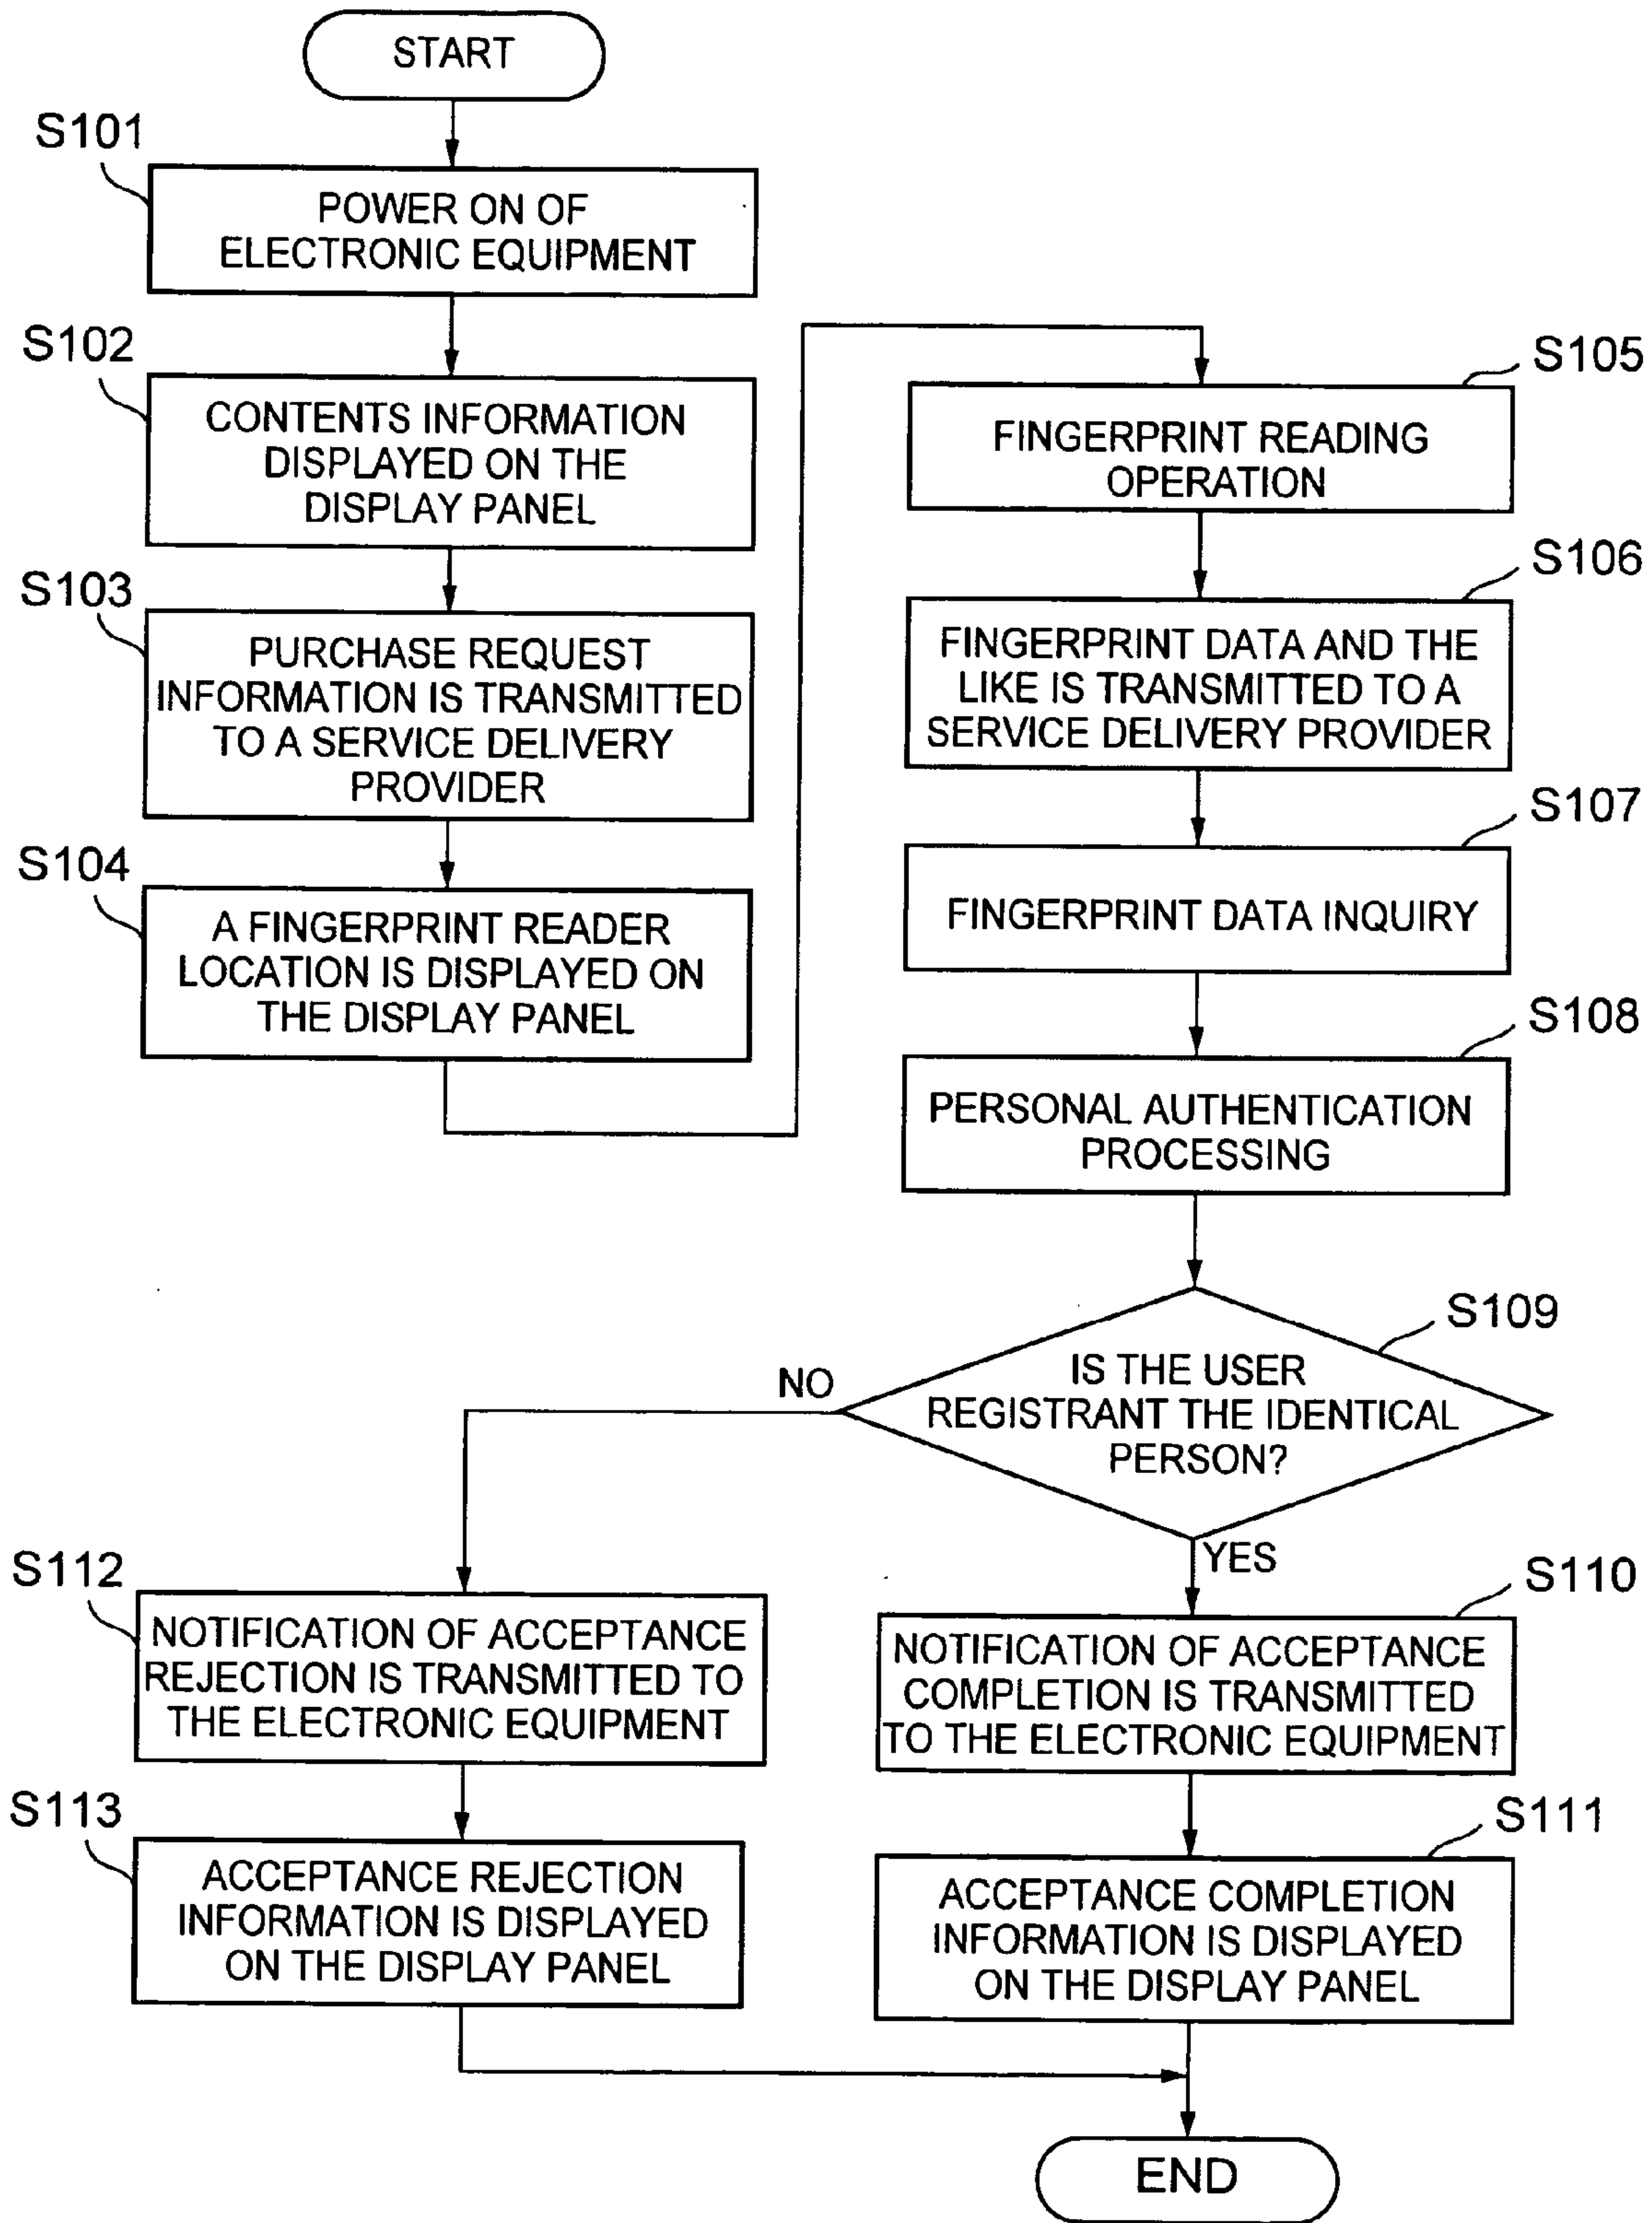 START
S101
POWER ON OF
ELECTRONIC EQUIPMENT
S102
CONTENTS INFORMATION
DISPLAYED ON THE
DISPLAY PANEL
S103
PURCHASE REQUEST
INFORMATION IS TRANSMITTED
TO A SERVICE DELIVERY
PROVIDER
S104
A FINGERPRINT READER
LOCATION IS DISPLAYED ON
THE DISPLAY PANEL
S105
FINGERPRINT READING
OPERATION
S106
FINGERPRINT DATA AND THE
LIKE IS TRANSMITTED TO A
SERVICE DELIVERY PROVIDER
S107
FINGERPRINT DATA INQUIRY
S108
PERSONAL AUTHENTICATION
PROCESSING
S109
IS THE USER
REGISTRANT THE IDENTICAL
PERSON?
NO
YES
S112
NOTIFICATION OF ACCEPTANCE
REJECTION IS TRANSMITTED TO
THE ELECTRONIC EQUIPMENT
S113
ACCEPTANCE REJECTION
INFORMATION IS DISPLAYED
ON THE DISPLAY PANEL
S110
NOTIFICATION OF ACCEPTANCE
COMPLETION IS TRANSMITTED
TO THE ELECTRONIC EQUIPMENT
S111
ACCEPTANCE COMPLETION
INFORMATION IS DISPLAYED
ON THE DISPLAY PANEL
END